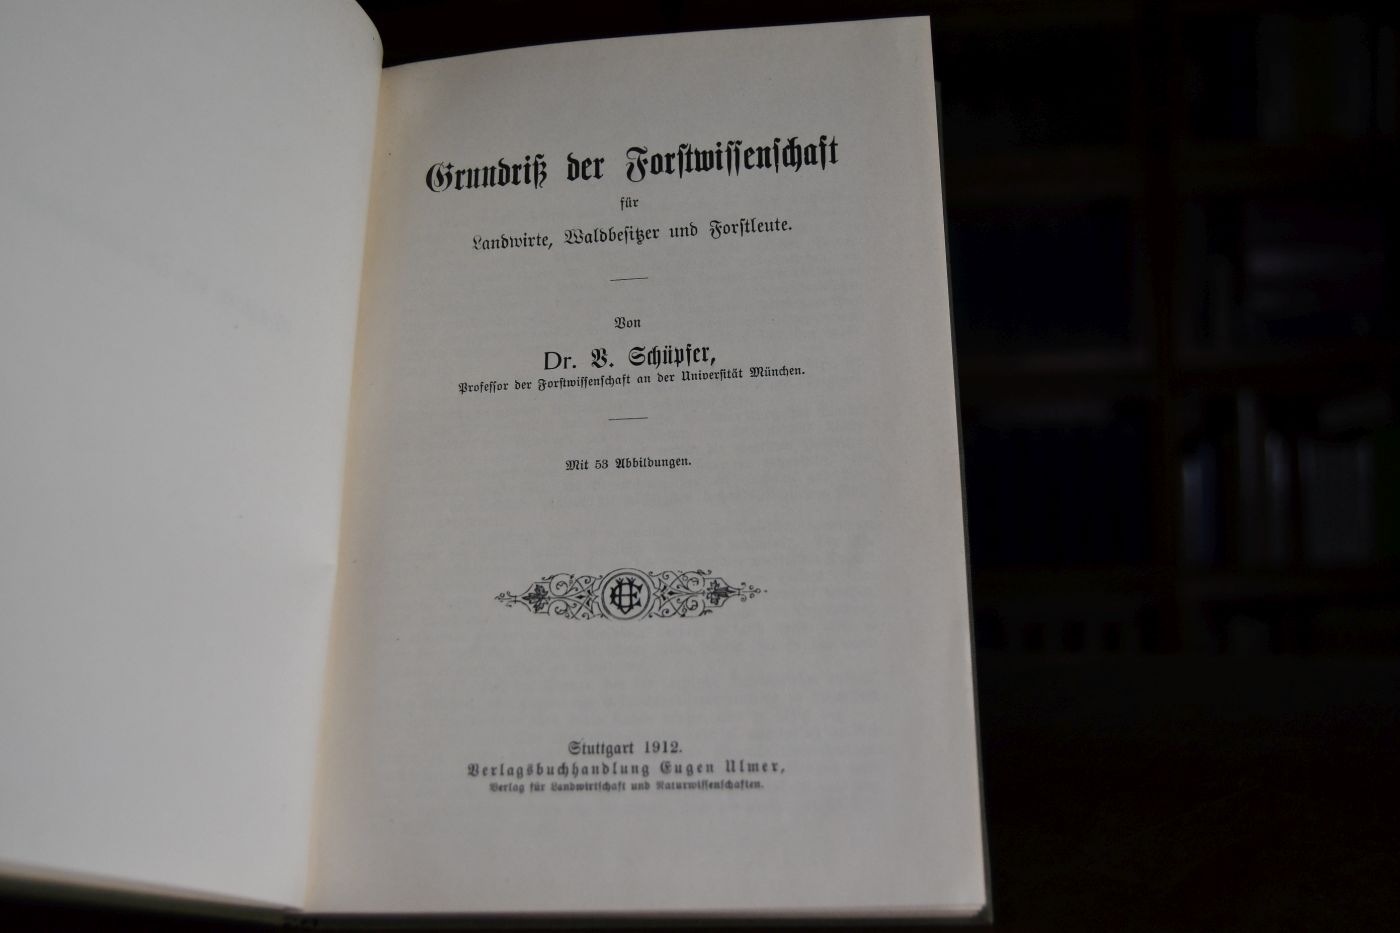 Grundriß der Forstwissenschaft
für
Landwirte, Waldbesitzer und Forstleute.
Von
Dr. V. Schüpfer,
Professor der Forstwissenschaft an der Universität München.
Mit 53 Abbildungen.
Stuttgart 1912.
Verlagsbuchhandlung Eugen Ulmer,
Verlag für Landwirtschaft und Naturwissenschaften.